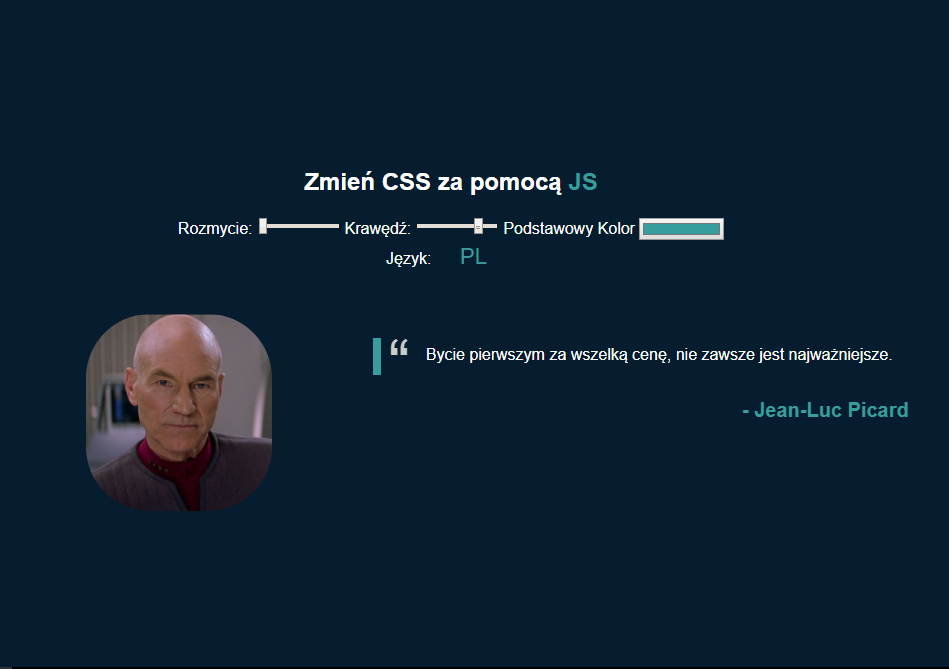 Zmień CSS za pomocą JS
Rozmycie: Krawędź: Podstawowy Kolor
Język: PL
“ Bycie pierwszym za wszelką cenę, nie zawsze jest najważniejsze.
- Jean-Luc Picard